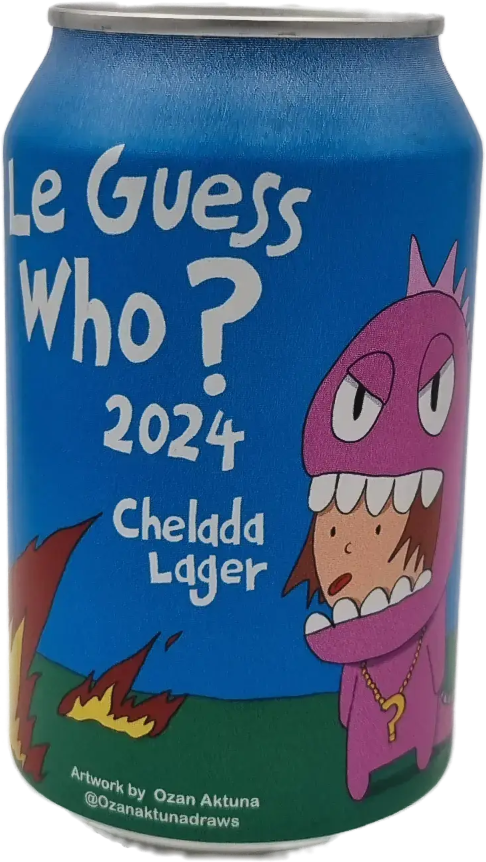 Le Guess
Who?
2024
Chelada
Lager
Artwork by Ozan Aktuna
@Ozanaktunadraws